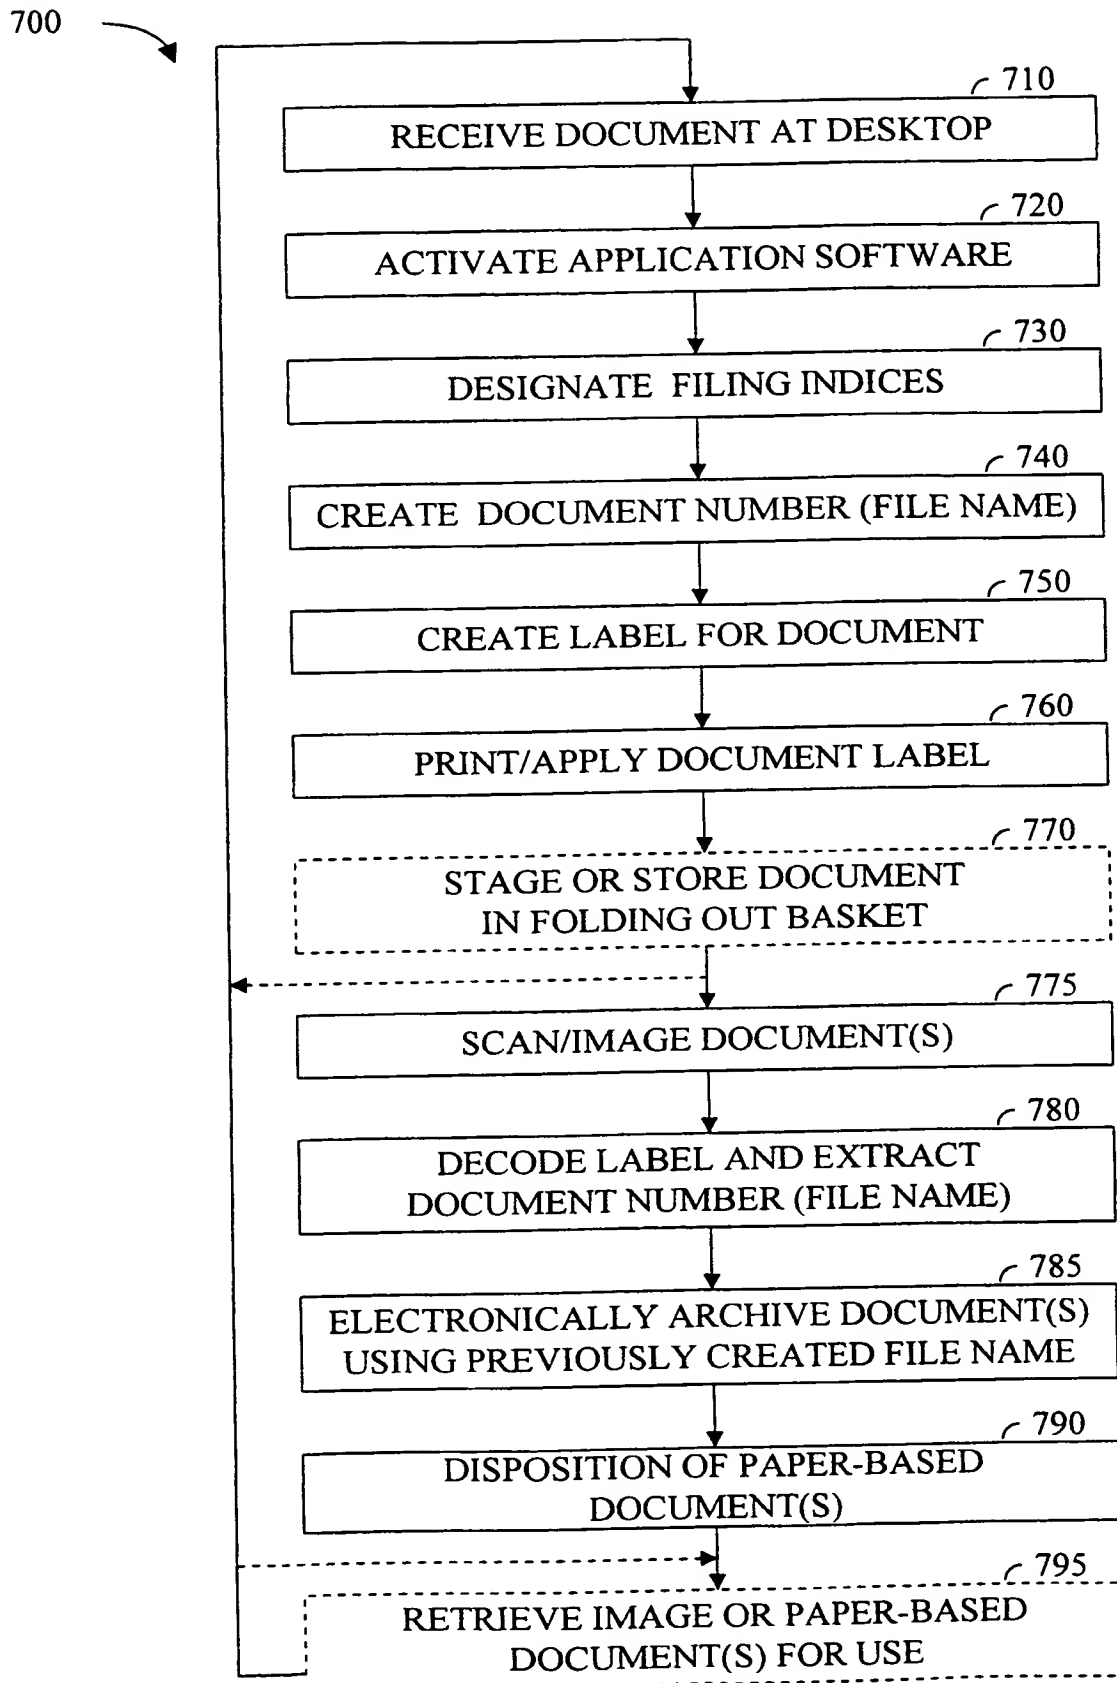 700
710
RECEIVE DOCUMENT AT DESKTOP
720
ACTIVATE APPLICATION SOFTWARE
730
DESIGNATE FILING INDICES
740
CREATE DOCUMENT NUMBER (FILE NAME)
750
CREATE LABEL FOR DOCUMENT
760
PRINT/APPLY DOCUMENT LABEL
770
STAGE OR STORE DOCUMENT
IN FOLDING OUT BASKET
775
SCAN/IMAGE DOCUMENT(S)
780
DECODE LABEL AND EXTRACT
DOCUMENT NUMBER (FILE NAME)
785
ELECTRONICALLY ARCHIVE DOCUMENT(S)
USING PREVIOUSLY CREATED FILE NAME
790
DISPOSITION OF PAPER-BASED
DOCUMENT(S)
795
RETRIEVE IMAGE OR PAPER-BASED
DOCUMENT(S) FOR USE